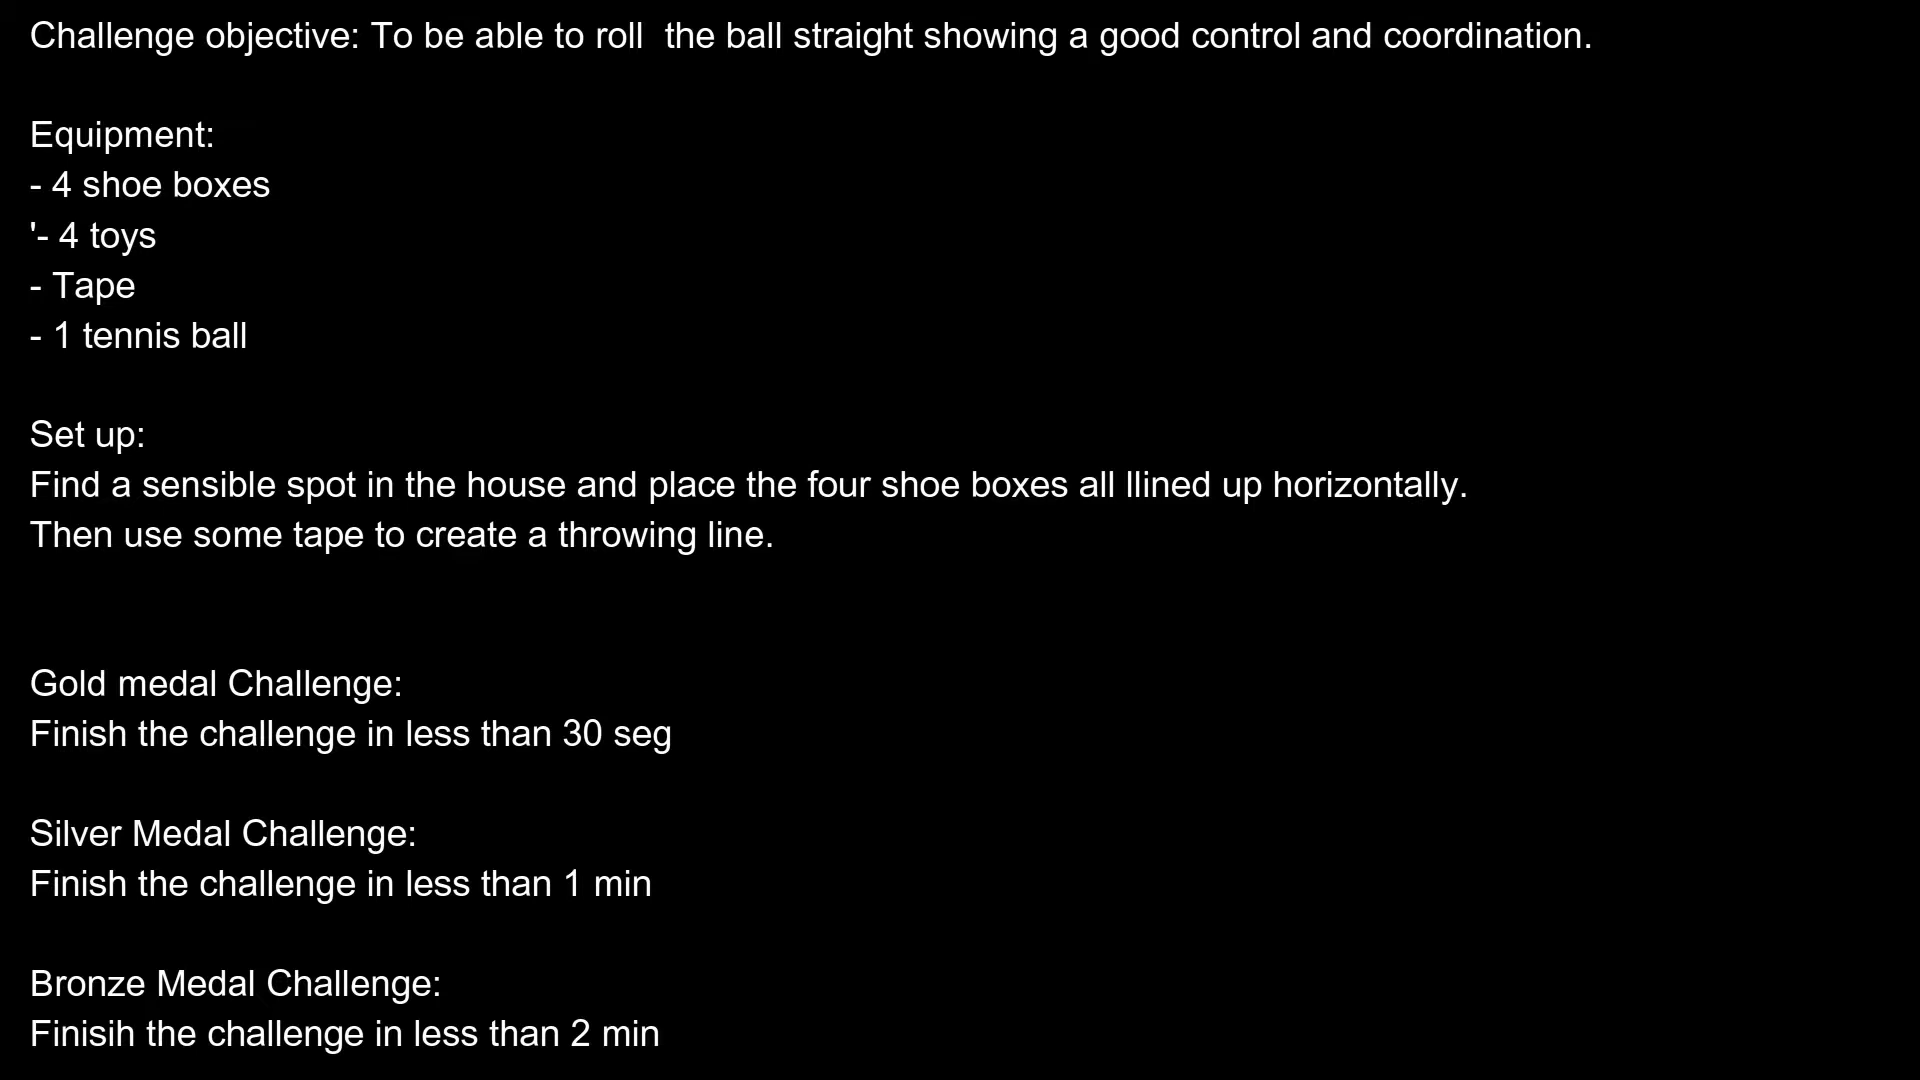 Challenge objective: To be able to roll  the ball straight showing a good control and coordination.
Equipment:
- 4 shoe boxes
'- 4 toys
- Tape
- 1 tennis ball
Set up:
Find a sensible spot in the house and place the four shoe boxes all llined up horizontally.
Then use some tape to create a throwing line.
Gold medal Challenge:
Finish the challenge in less than 30 seg
Silver Medal Challenge:
Finish the challenge in less than 1 min
Bronze Medal Challenge:
Finisih the challenge in less than 2 min